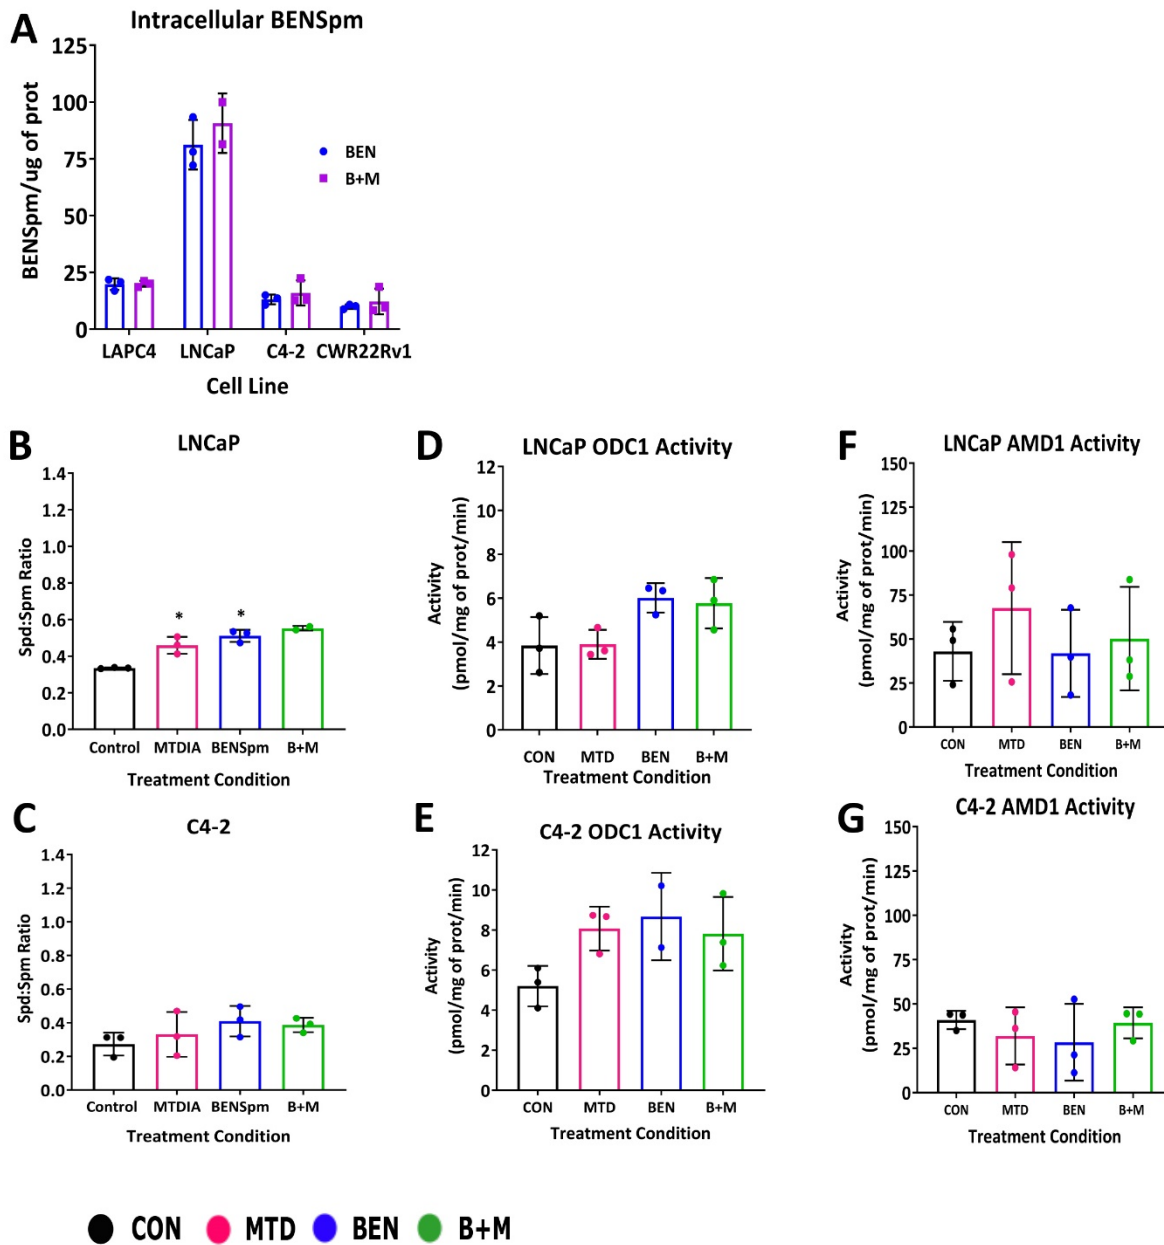 A
Intracellular BENSpm
BENSpm/ug of prot
125
100
75
50
25
0
BEN
B+M
LAPC4 LNCaP C4-2 CWR22Rv1
Cell Line
B
LNCaP
Spd:Spm Ratio
1.4
1.2
1.0
0.8
0.6
0.4
0.2
0.0
* *
Control MTDIA BENSpm B+M
Treatment Condition
D
LNCaP ODC1 Activity
Activity
(pmol/mg of prot/min)
12
10
8
6
4
2
0
CON MTD BEN B+M
Treatment Condition
F
LNCaP AMD1 Activity
Activity
(pmol/mg of prot/min)
150
125
100
75
50
25
0
CON MTD BEN B+M
Treatment Condition
C
C4-2
Spd:Spm Ratio
1.4
1.2
1.0
0.8
0.6
0.4
0.2
0.0
Control MTDIA BENSpm B+M
Treatment Condition
E
C4-2 ODC1 Activity
Activity
(pmol/mg of prot/min)
12
10
8
6
4
2
0
CON MTD BEN B+M
Treatment Condition
G
C4-2 AMD1 Activity
Activity
(pmol/mg of prot/min)
150
125
100
75
50
25
0
CON MTD BEN B+M
Treatment Condition
CON MTD BEN B+M